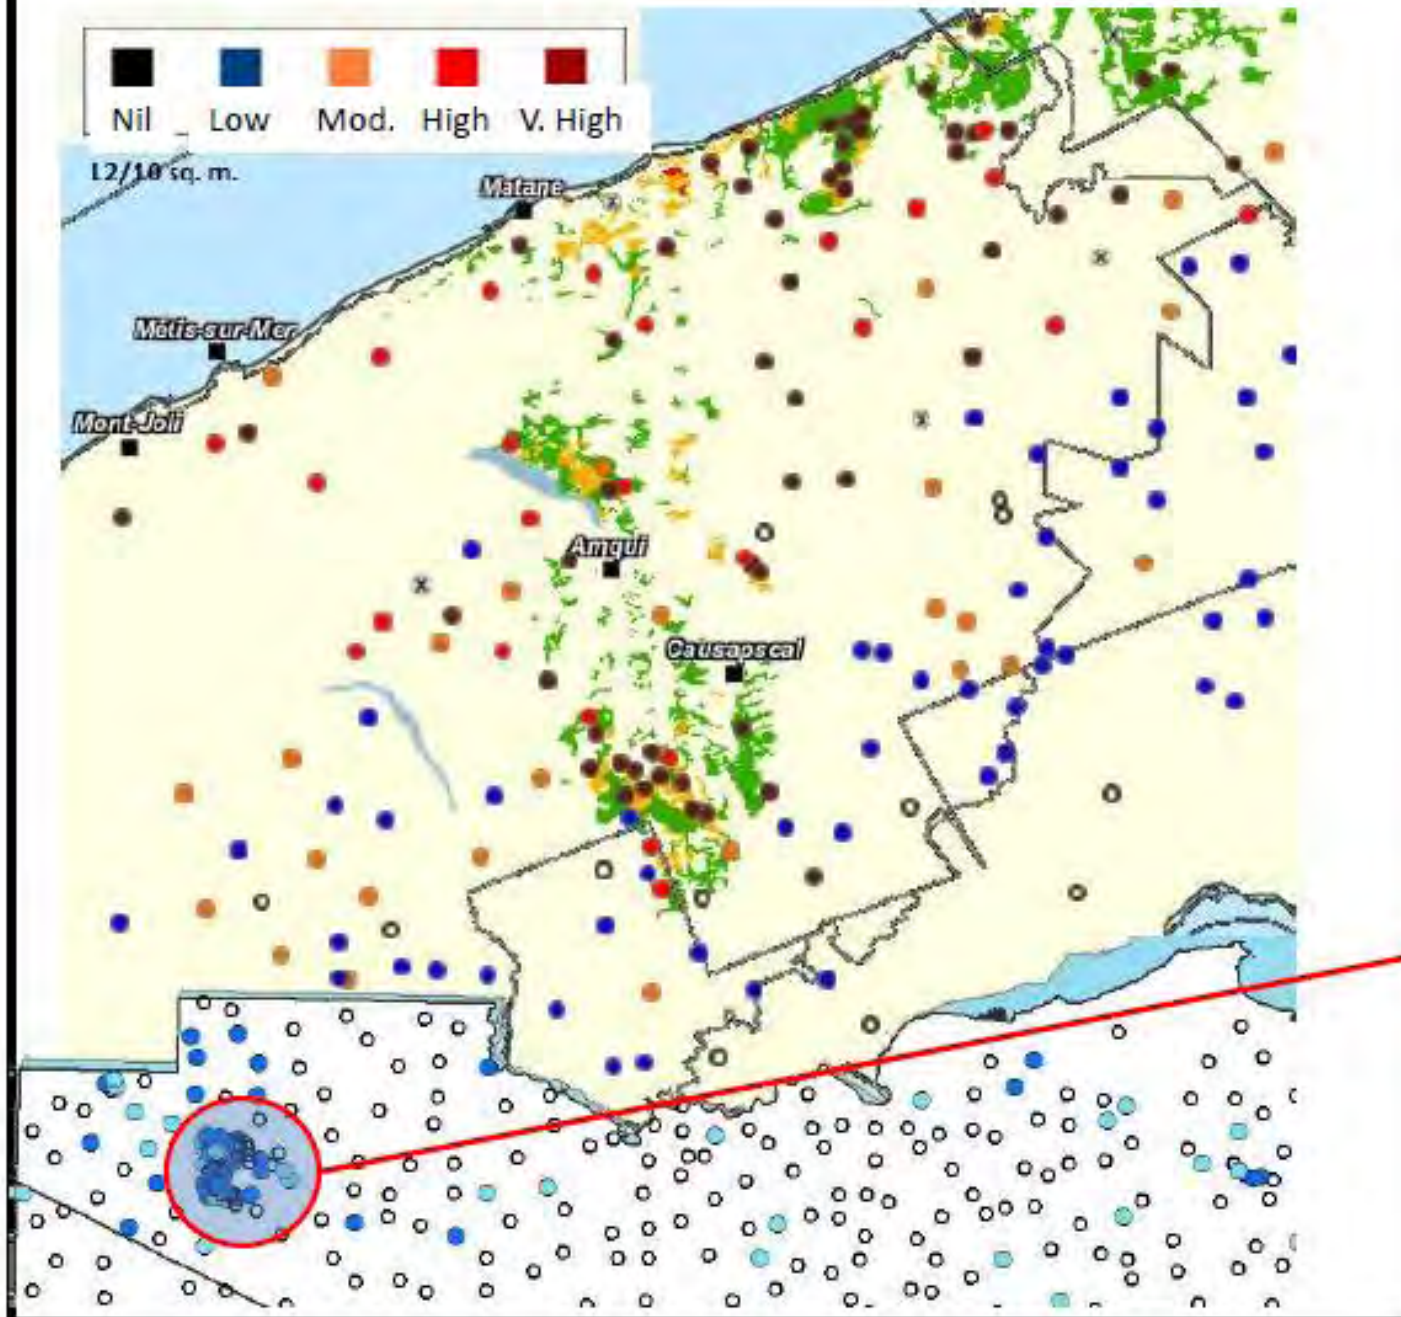 Nil Low Mod. High V. High
L2/10 sq. m.
Matane
Métis-sur-Mer
Mont-Joli
Amqui
Causapscal